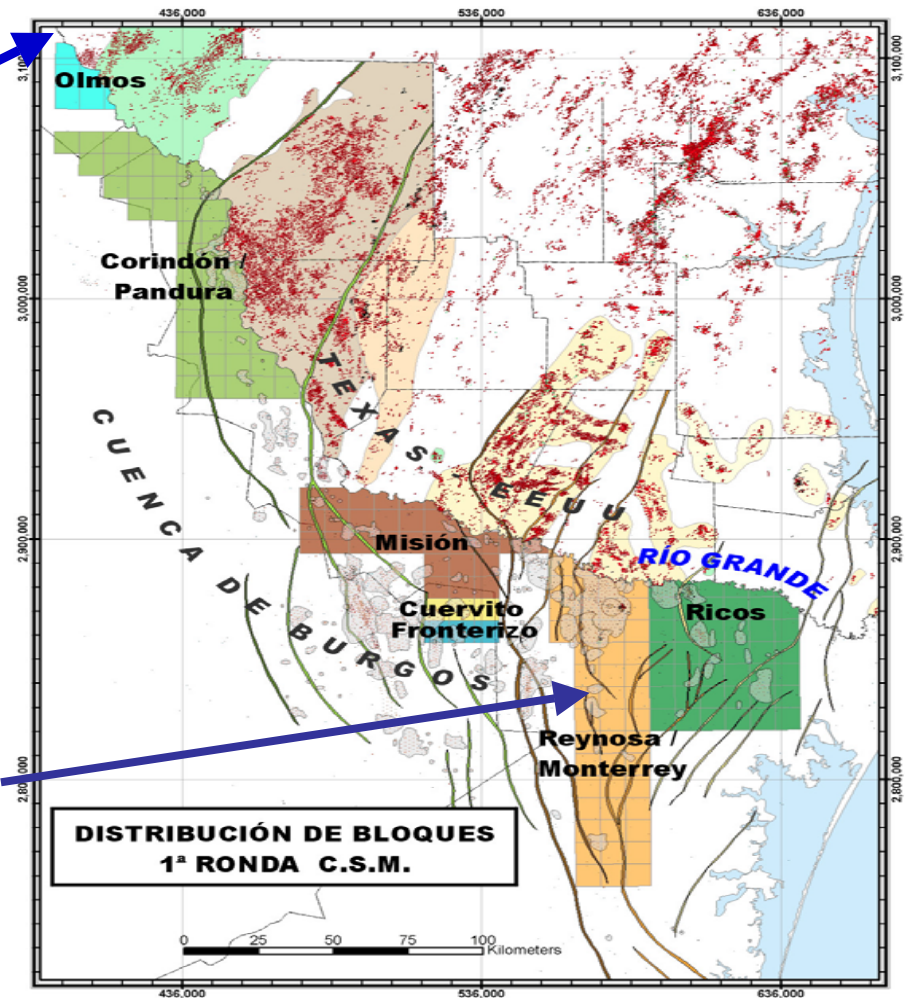 436,000 536,000 636,000
3,100,000
3,100,000
Olmos
Corindón /
Pandura
3,000,000
3,000,000
TEXAS - EEUU
CUENCA DE BURGOS
2,900,000
2,900,000
Misión
RÍO GRANDE
Cuervito
Fronterizo
Ricos
Reynosa /
Monterrey
2,800,000
2,800,000
DISTRIBUCIÓN DE BLOQUES
1ª RONDA C.S.M.
0 25 50 75 100
Kilometers
436,000 536,000 636,000